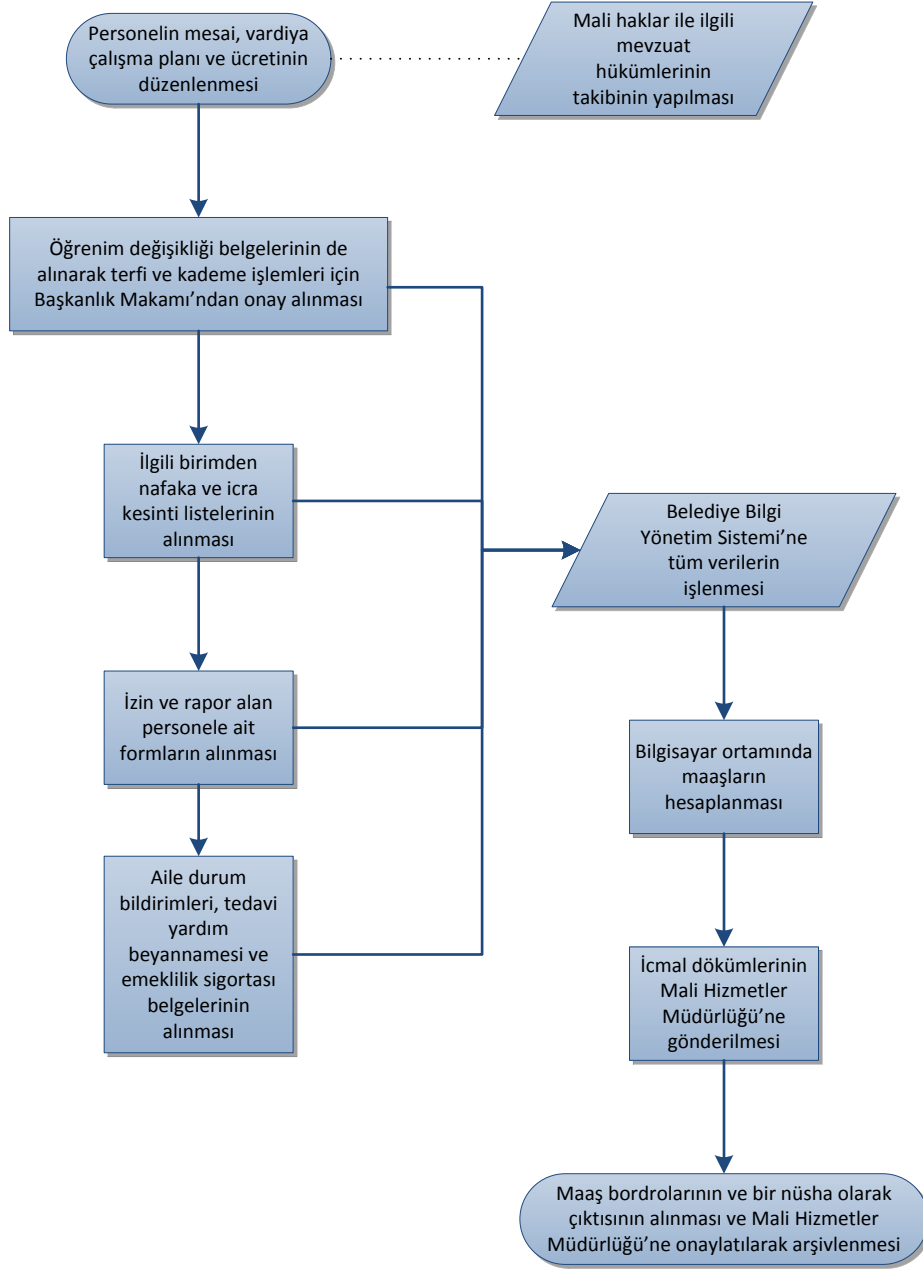 Personelin mesai, vardiya
çalışma planı ve ücretinin
düzenlenmesi
Mali haklar ile ilgili
mevzuat
hükümlerinin
takibinin yapılması
Öğrenim değişikliği belgelerinin de
alınarak terfi ve kademe işlemleri için
Başkanlık Makamı’ndan onay alınması
İlgili birimden
nafaka ve icra
kesinti listelerinin
alınması
İzin ve rapor alan
personele ait
formların alınması
Aile durum
bildirimleri, tedavi
yardım
beyannamesi ve
emeklilik sigortası
belgelerinin
alınması
Belediye Bilgi
Yönetim Sistemi’ne
tüm verilerin
işlenmesi
Bilgisayar ortamında
maaşların
hesaplanması
İcmal dökümlerinin
Mali Hizmetler
Müdürlüğü’ne
gönderilmesi
Maaş bordrolarının ve bir nüsha olarak
çıktısının alınması ve Mali Hizmetler
Müdürlüğü’ne onaylatılarak arşivlenmesi